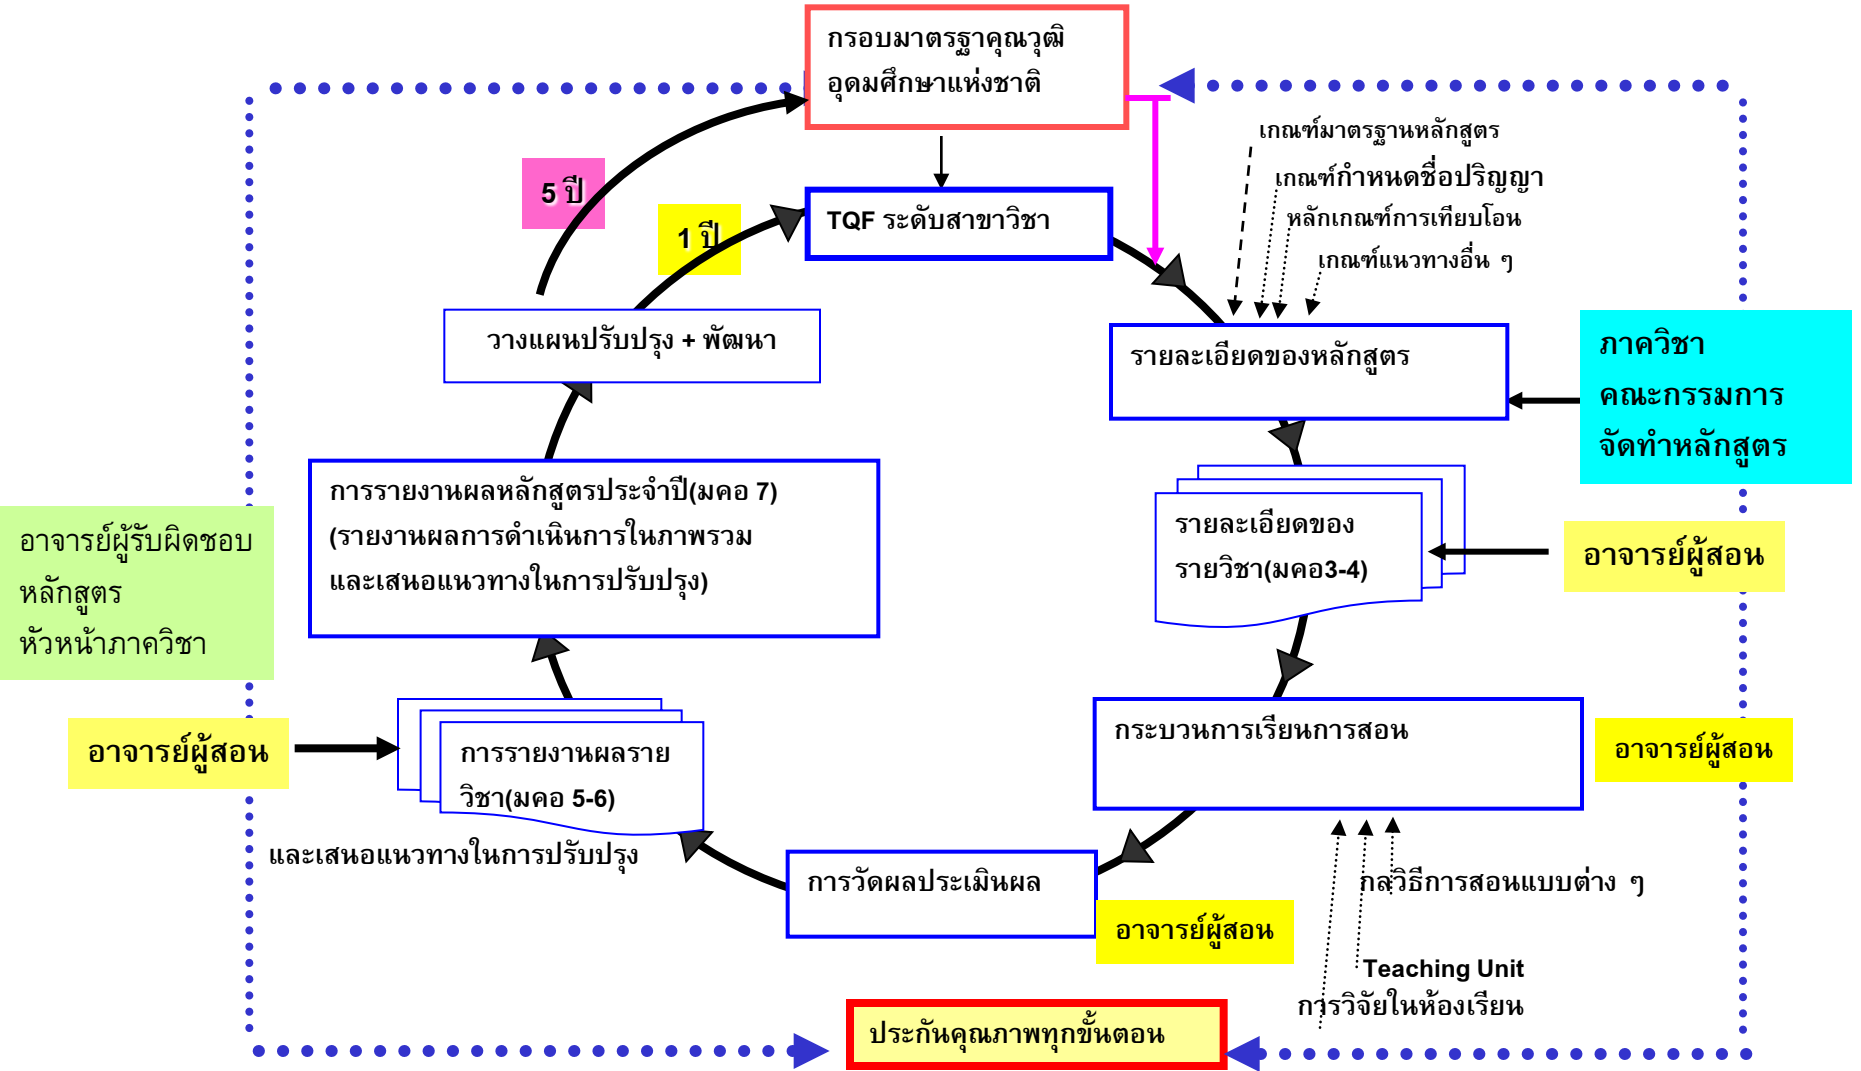 กรอบมาตรฐาคุณวุฒิ
อุดมศึกษาแห่งชาติ
เกณฑ์มาตรฐานหลักสูตร
5 ปี
เกณฑ์กำหนดชื่อปริญญา
1 ปี
TQF ระดับสาขาวิชา
หลักเกณฑ์การเทียบโอน
เกณฑ์แนวทางอื่น ๆ
วางแผนปรับปรุง + พัฒนา
รายละเอียดของหลักสูตร
ภาควิชา
คณะกรรมการ
จัดทำหลักสูตร
การรายงานผลหลักสูตรประจำปี(มคอ 7)
(รายงานผลการดำเนินการในภาพรวม
และเสนอแนวทางในการปรับปรุง)
รายละเอียดของ
รายวิชา(มคอ3-4)
อาจารย์ผู้สอน
อาจารย์ผู้รับผิดชอบ
หลักสูตร
หัวหน้าภาควิชา
กระบวนการเรียนการสอน
อาจารย์ผู้สอน
อาจารย์ผู้สอน
การรายงานผลราย
วิชา(มคอ 5-6)
และเสนอแนวทางในการปรับปรุง
การวัดผลประเมินผล
อาจารย์ผู้สอน
กลวิธีการสอนแบบต่าง ๆ
Teaching Unit
การวิจัยในห้องเรียน
ประกันคุณภาพทุกขั้นตอน